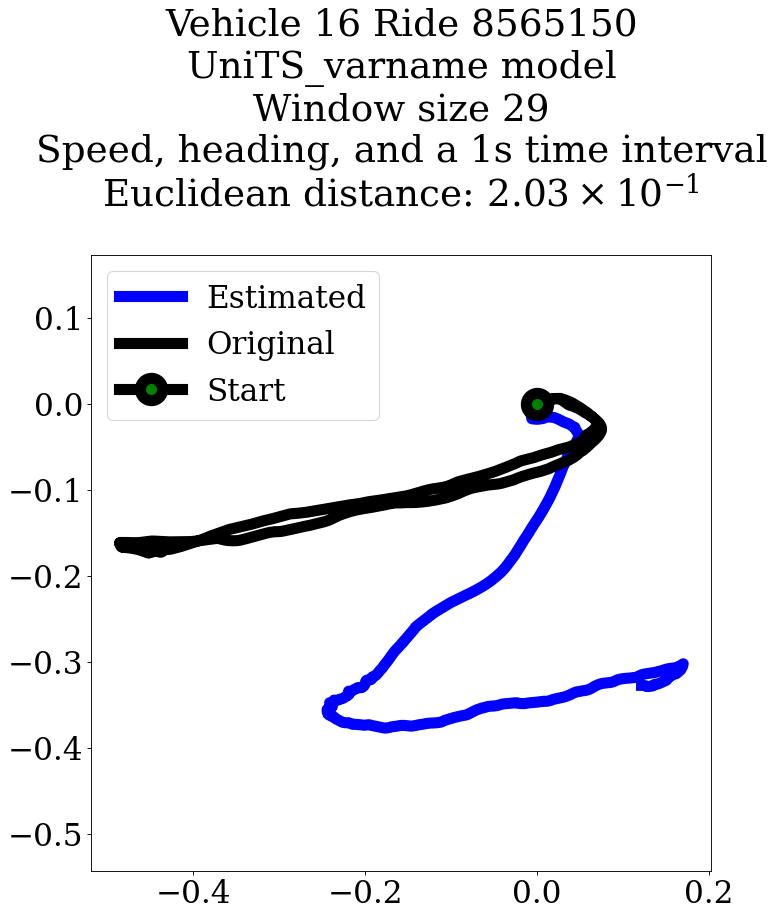 Vehicle 16 Ride 8565150
UniTS_varname model
Window size 29
Speed, heading, and a 1s time interval
Euclidean distance: 2.03 × 10⁻¹
Estimated
Original
Start
0.1
0.0
−0.1
−0.2
−0.3
−0.4
−0.5
−0.4 −0.2 0.0 0.2